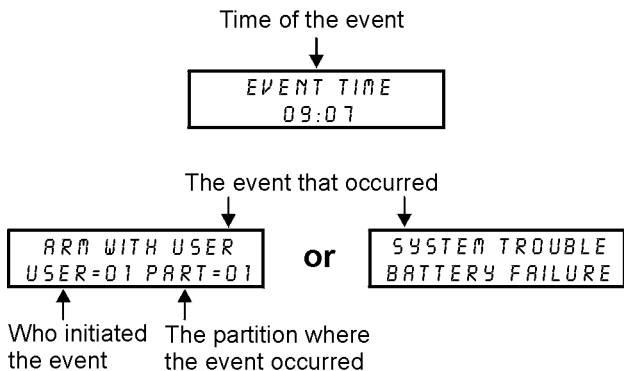 Time of the event
EVENT TIME
09:07
The event that occurred
ARM WITH USER
USER=01 PART=01
or
SYSTEM TROUBLE
BATTERY FAILURE
Who initiated
the event
The partition where
the event occurred